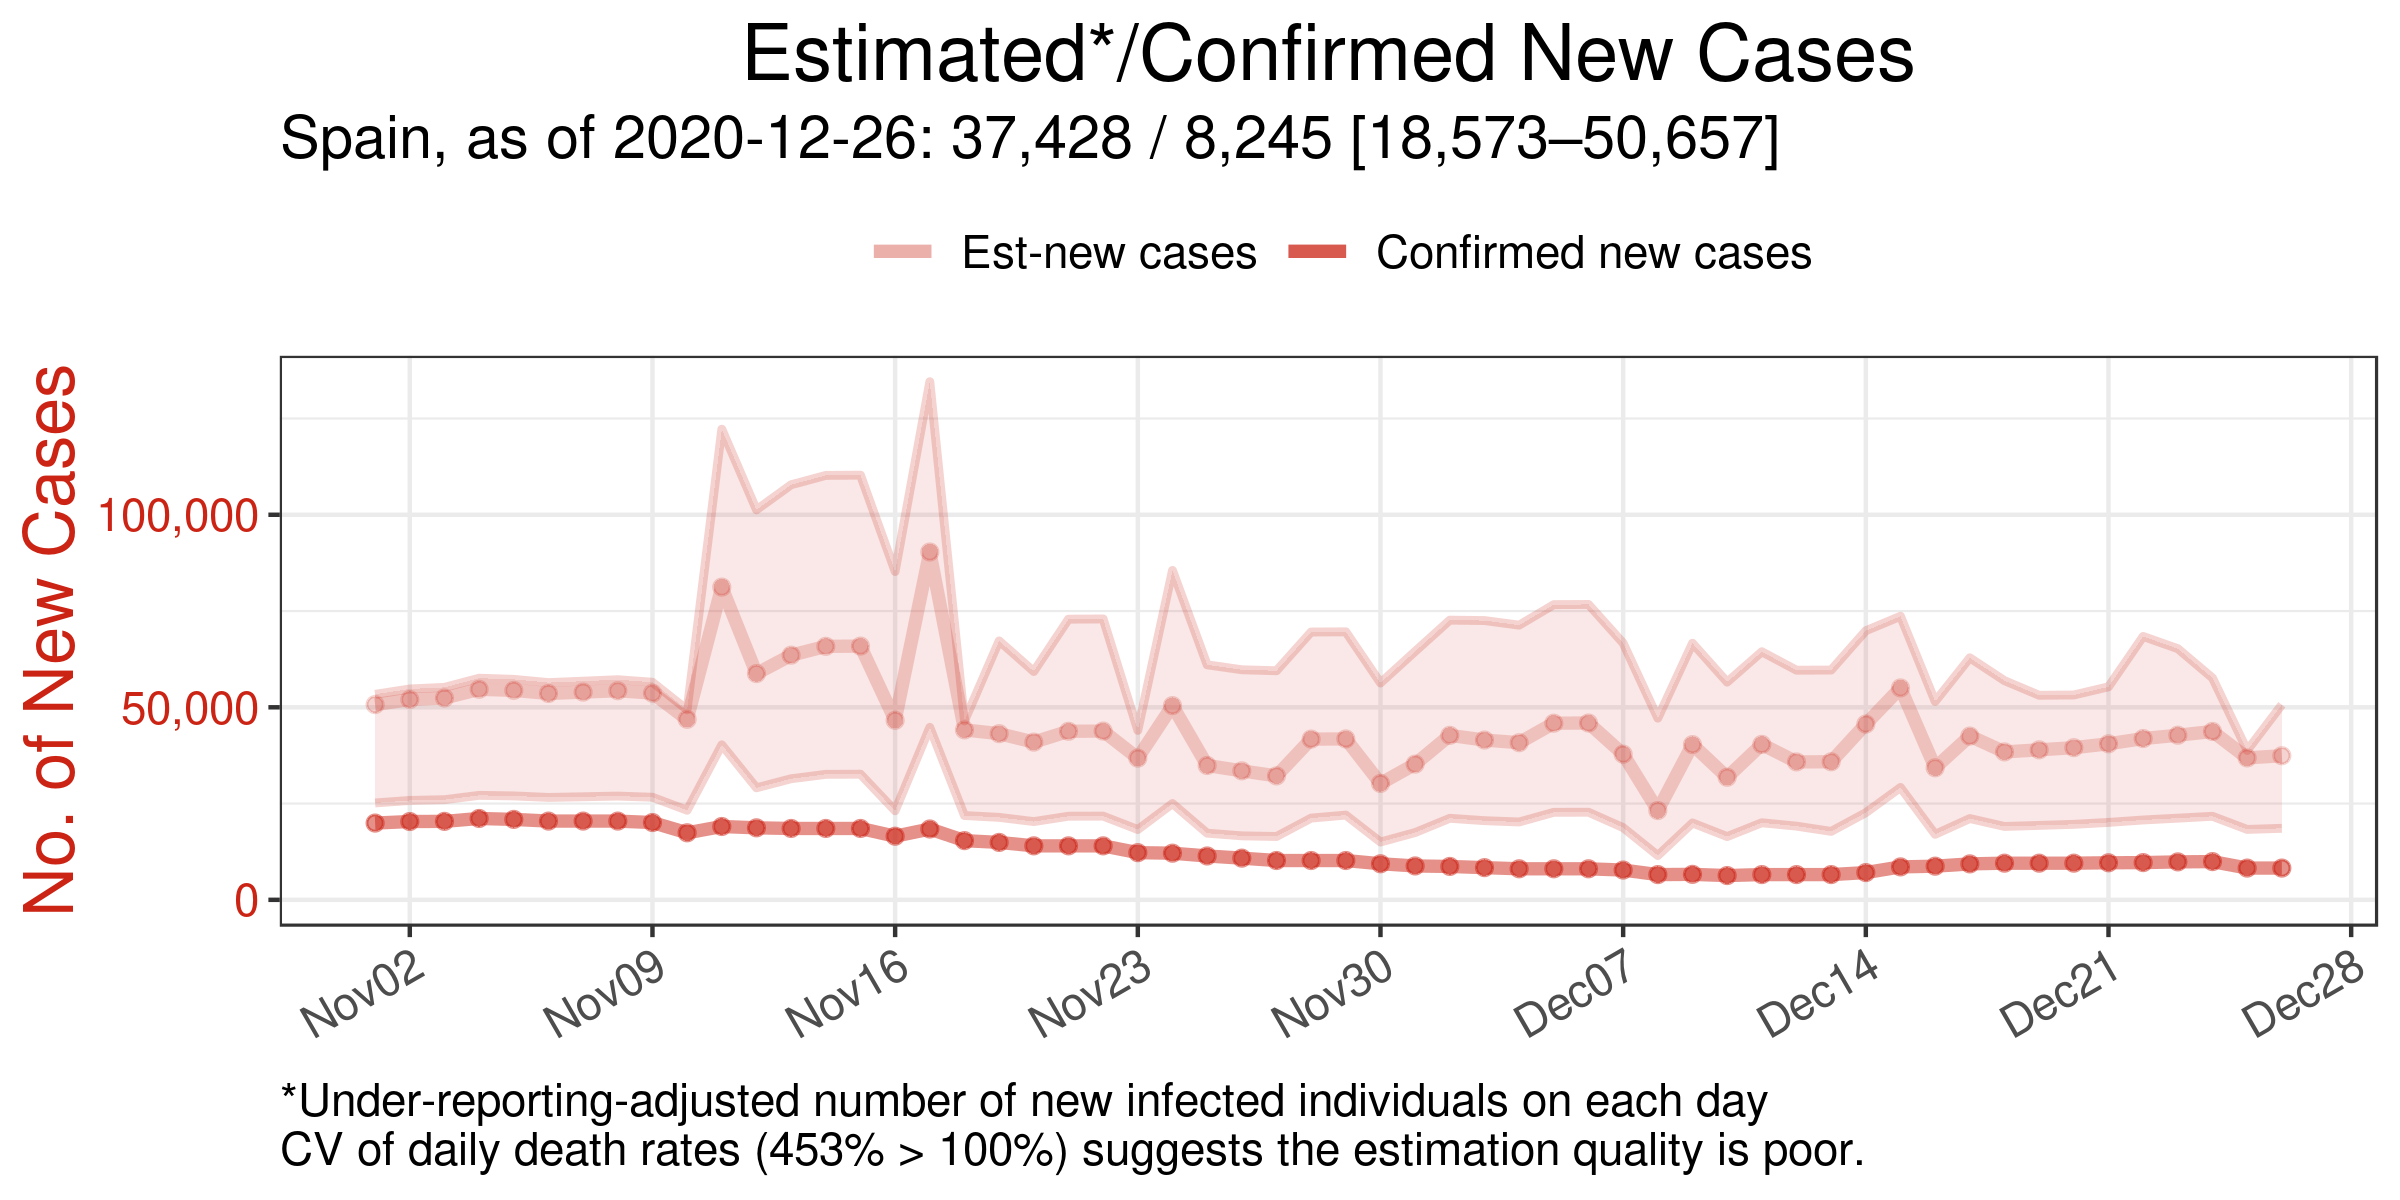 Estimated*/Confirmed New Cases
Spain, as of 2020-12-26: 37,428 / 8,245 [18,573–50,657]
Est-new cases Confirmed new cases
No. of New Cases
100,000
50,000
0
Nov02 Nov09 Nov16 Nov23 Nov30 Dec07 Dec14 Dec21 Dec28
*Under-reporting-adjusted number of new infected individuals on each day
CV of daily death rates (453% > 100%) suggests the estimation quality is poor.